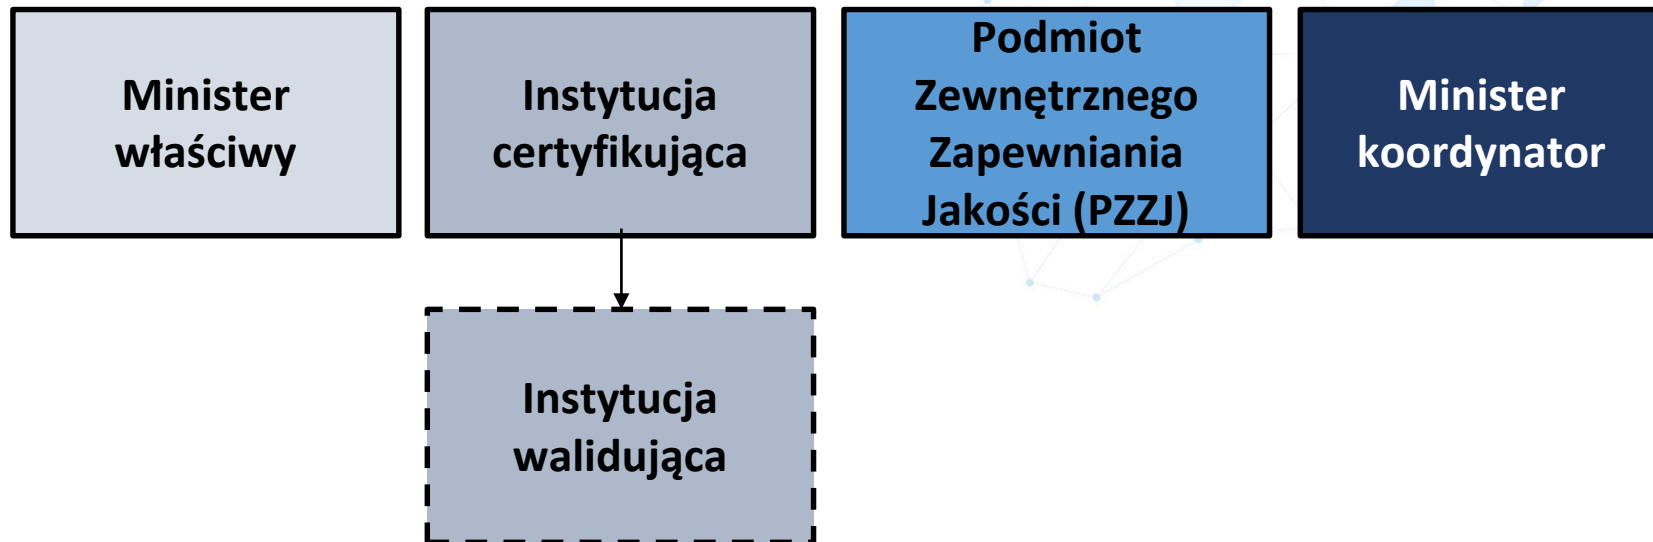 Minister
właściwy
Instytucja
certyfikująca
Podmiot
Zewnętrznego
Zapewniania
Jakości (PZZJ)
Minister
koordynator
Instytucja
walidująca